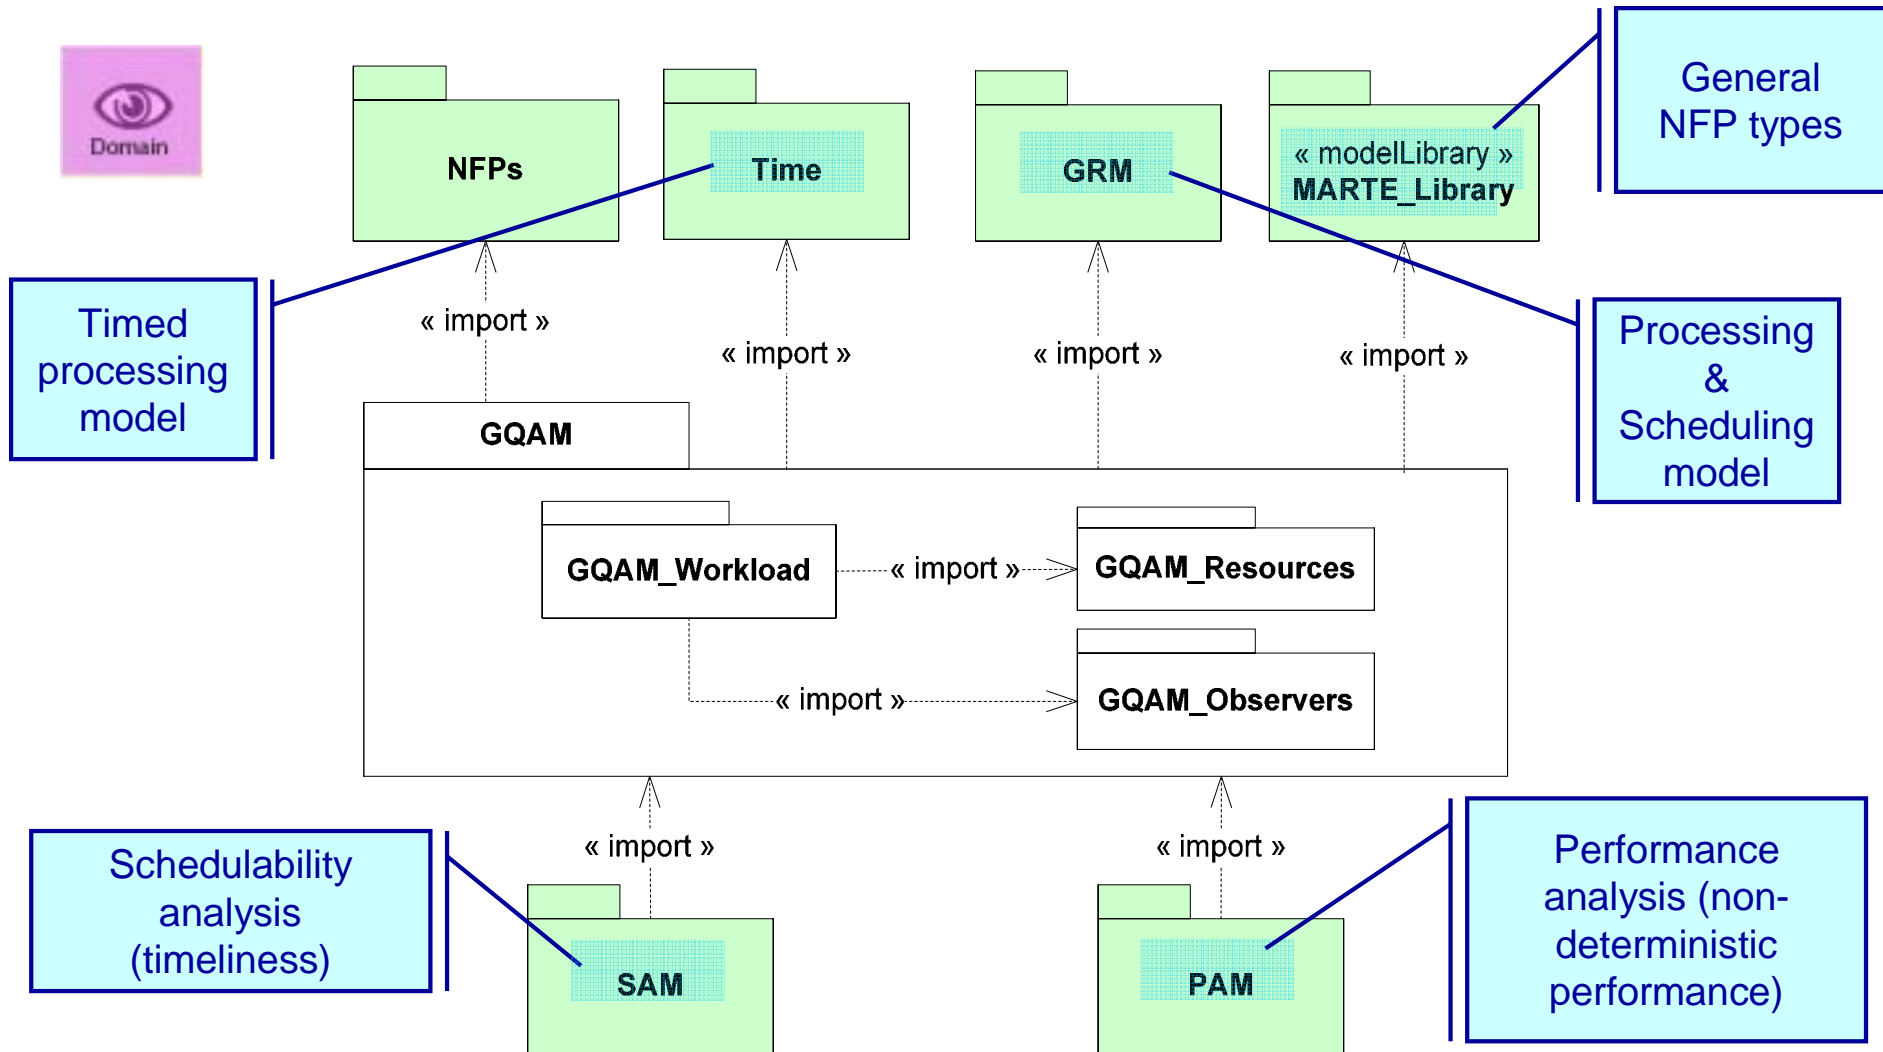 Domain
NFPs
Time
GRM
« modelLibrary »
MARTE_Library
General
NFP types
Timed
processing
model
« import »
« import »
« import »
« import »
Processing
&
Scheduling
model
GQAM
GQAM_Workload
« import »
GQAM_Resources
« import »
GQAM_Observers
« import »
« import »
Schedulability
analysis
(timeliness)
SAM
PAM
Performance
analysis (non-
deterministic
performance)